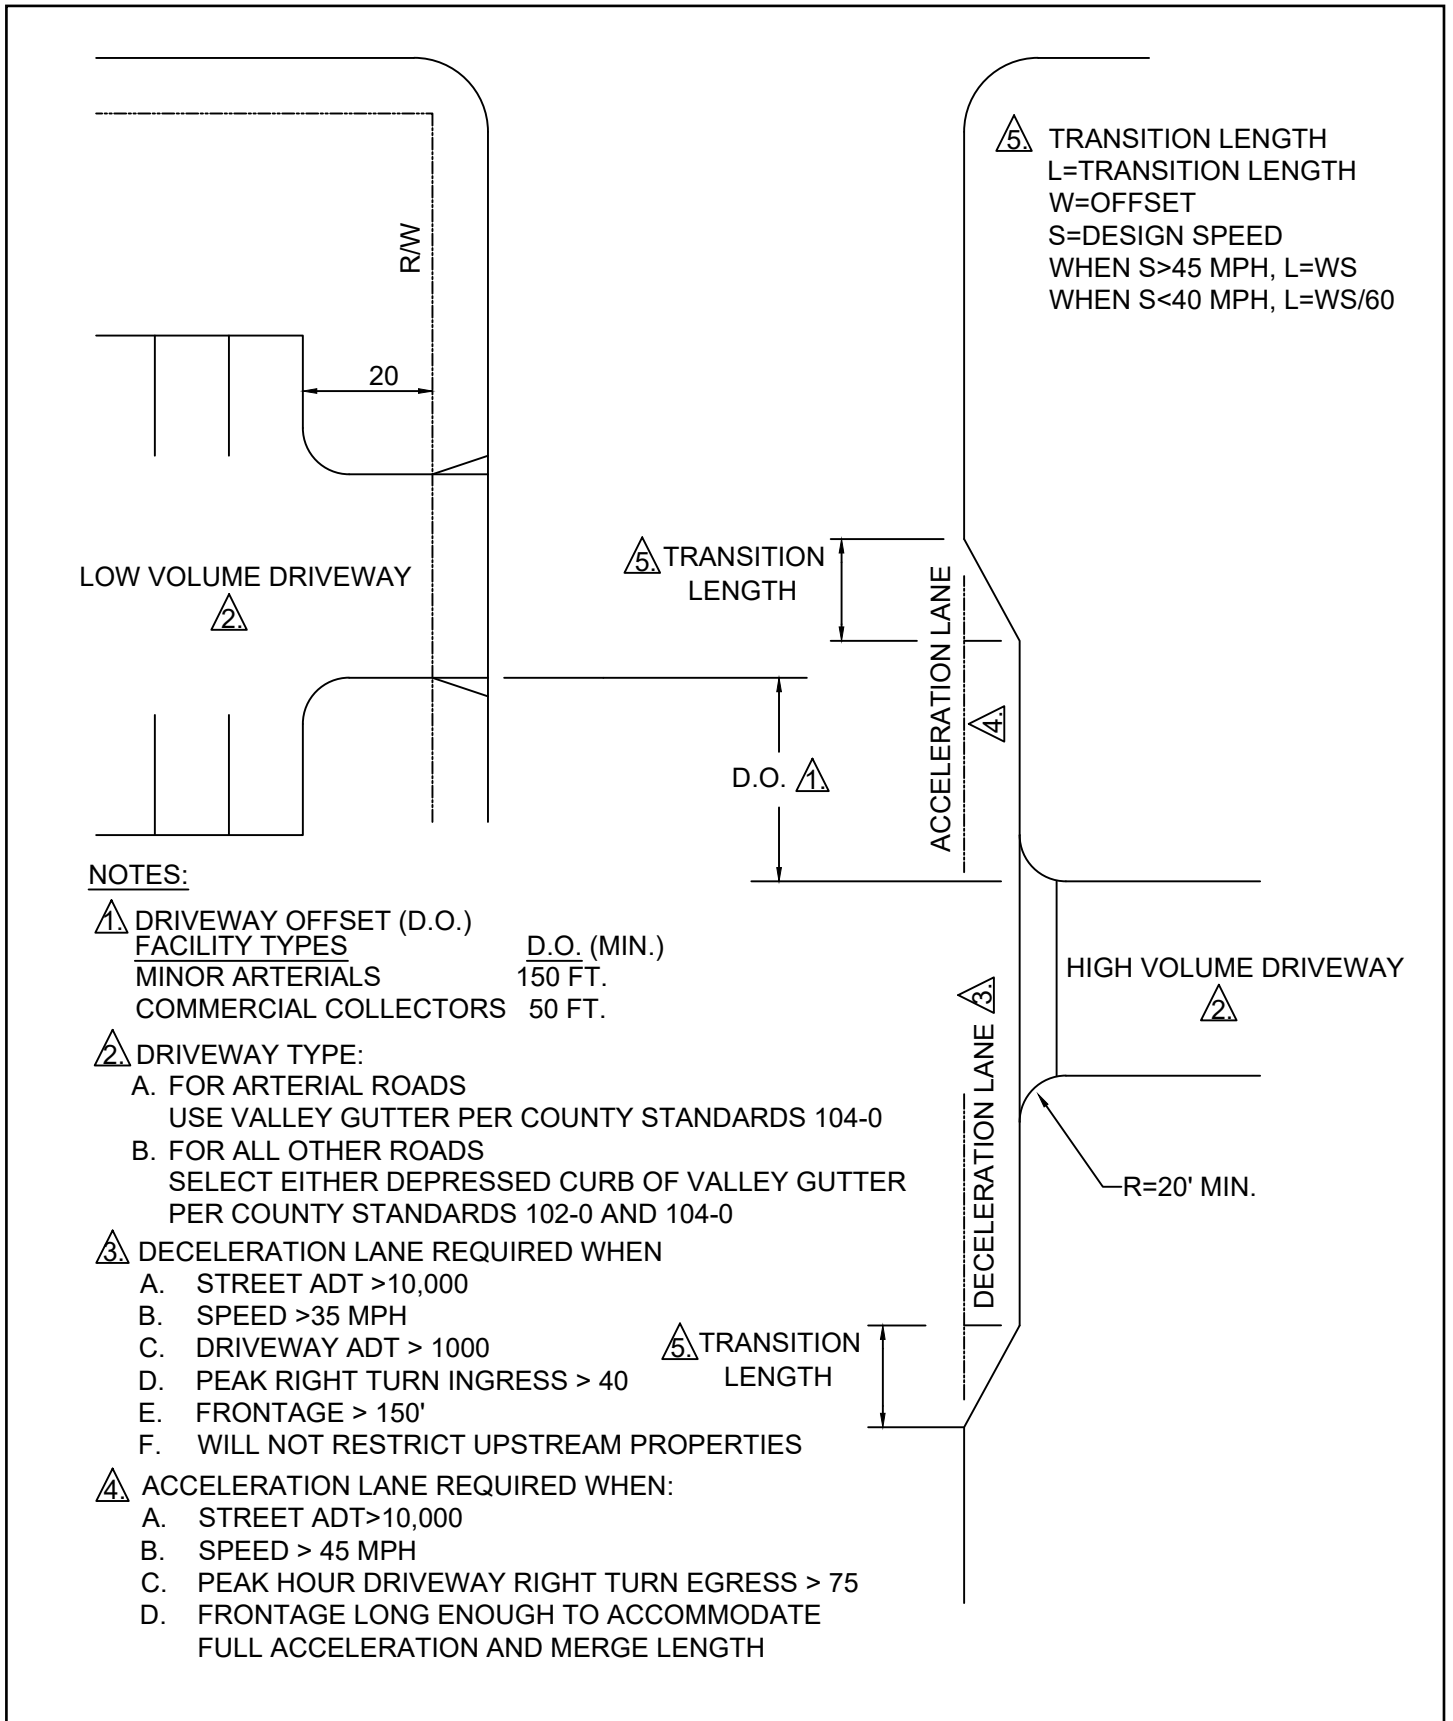 5. TRANSITION LENGTH
L=TRANSITION LENGTH
W=OFFSET
S=DESIGN SPEED
WHEN S>45 MPH, L=WS
WHEN S<40 MPH, L=WS/60
R/W
20
LOW VOLUME DRIVEWAY
2.
5. TRANSITION
LENGTH
ACCELERATION LANE
4.
D.O. 1.
HIGH VOLUME DRIVEWAY
2.
DECELERATION LANE 3.
R=20' MIN.
5. TRANSITION
LENGTH
NOTES:
1. DRIVEWAY OFFSET (D.O.)
FACILITY TYPES D.O. (MIN.)
MINOR ARTERIALS 150 FT.
COMMERCIAL COLLECTORS 50 FT.
2. DRIVEWAY TYPE:
A. FOR ARTERIAL ROADS
USE VALLEY GUTTER PER COUNTY STANDARDS 104-0
B. FOR ALL OTHER ROADS
SELECT EITHER DEPRESSED CURB OF VALLEY GUTTER
PER COUNTY STANDARDS 102-0 AND 104-0
3. DECELERATION LANE REQUIRED WHEN
A. STREET ADT >10,000
B. SPEED >35 MPH
C. DRIVEWAY ADT > 1000
D. PEAK RIGHT TURN INGRESS > 40
E. FRONTAGE > 150'
F. WILL NOT RESTRICT UPSTREAM PROPERTIES
4. ACCELERATION LANE REQUIRED WHEN:
A. STREET ADT>10,000
B. SPEED > 45 MPH
C. PEAK HOUR DRIVEWAY RIGHT TURN EGRESS > 75
D. FRONTAGE LONG ENOUGH TO ACCOMMODATE
FULL ACCELERATION AND MERGE LENGTH